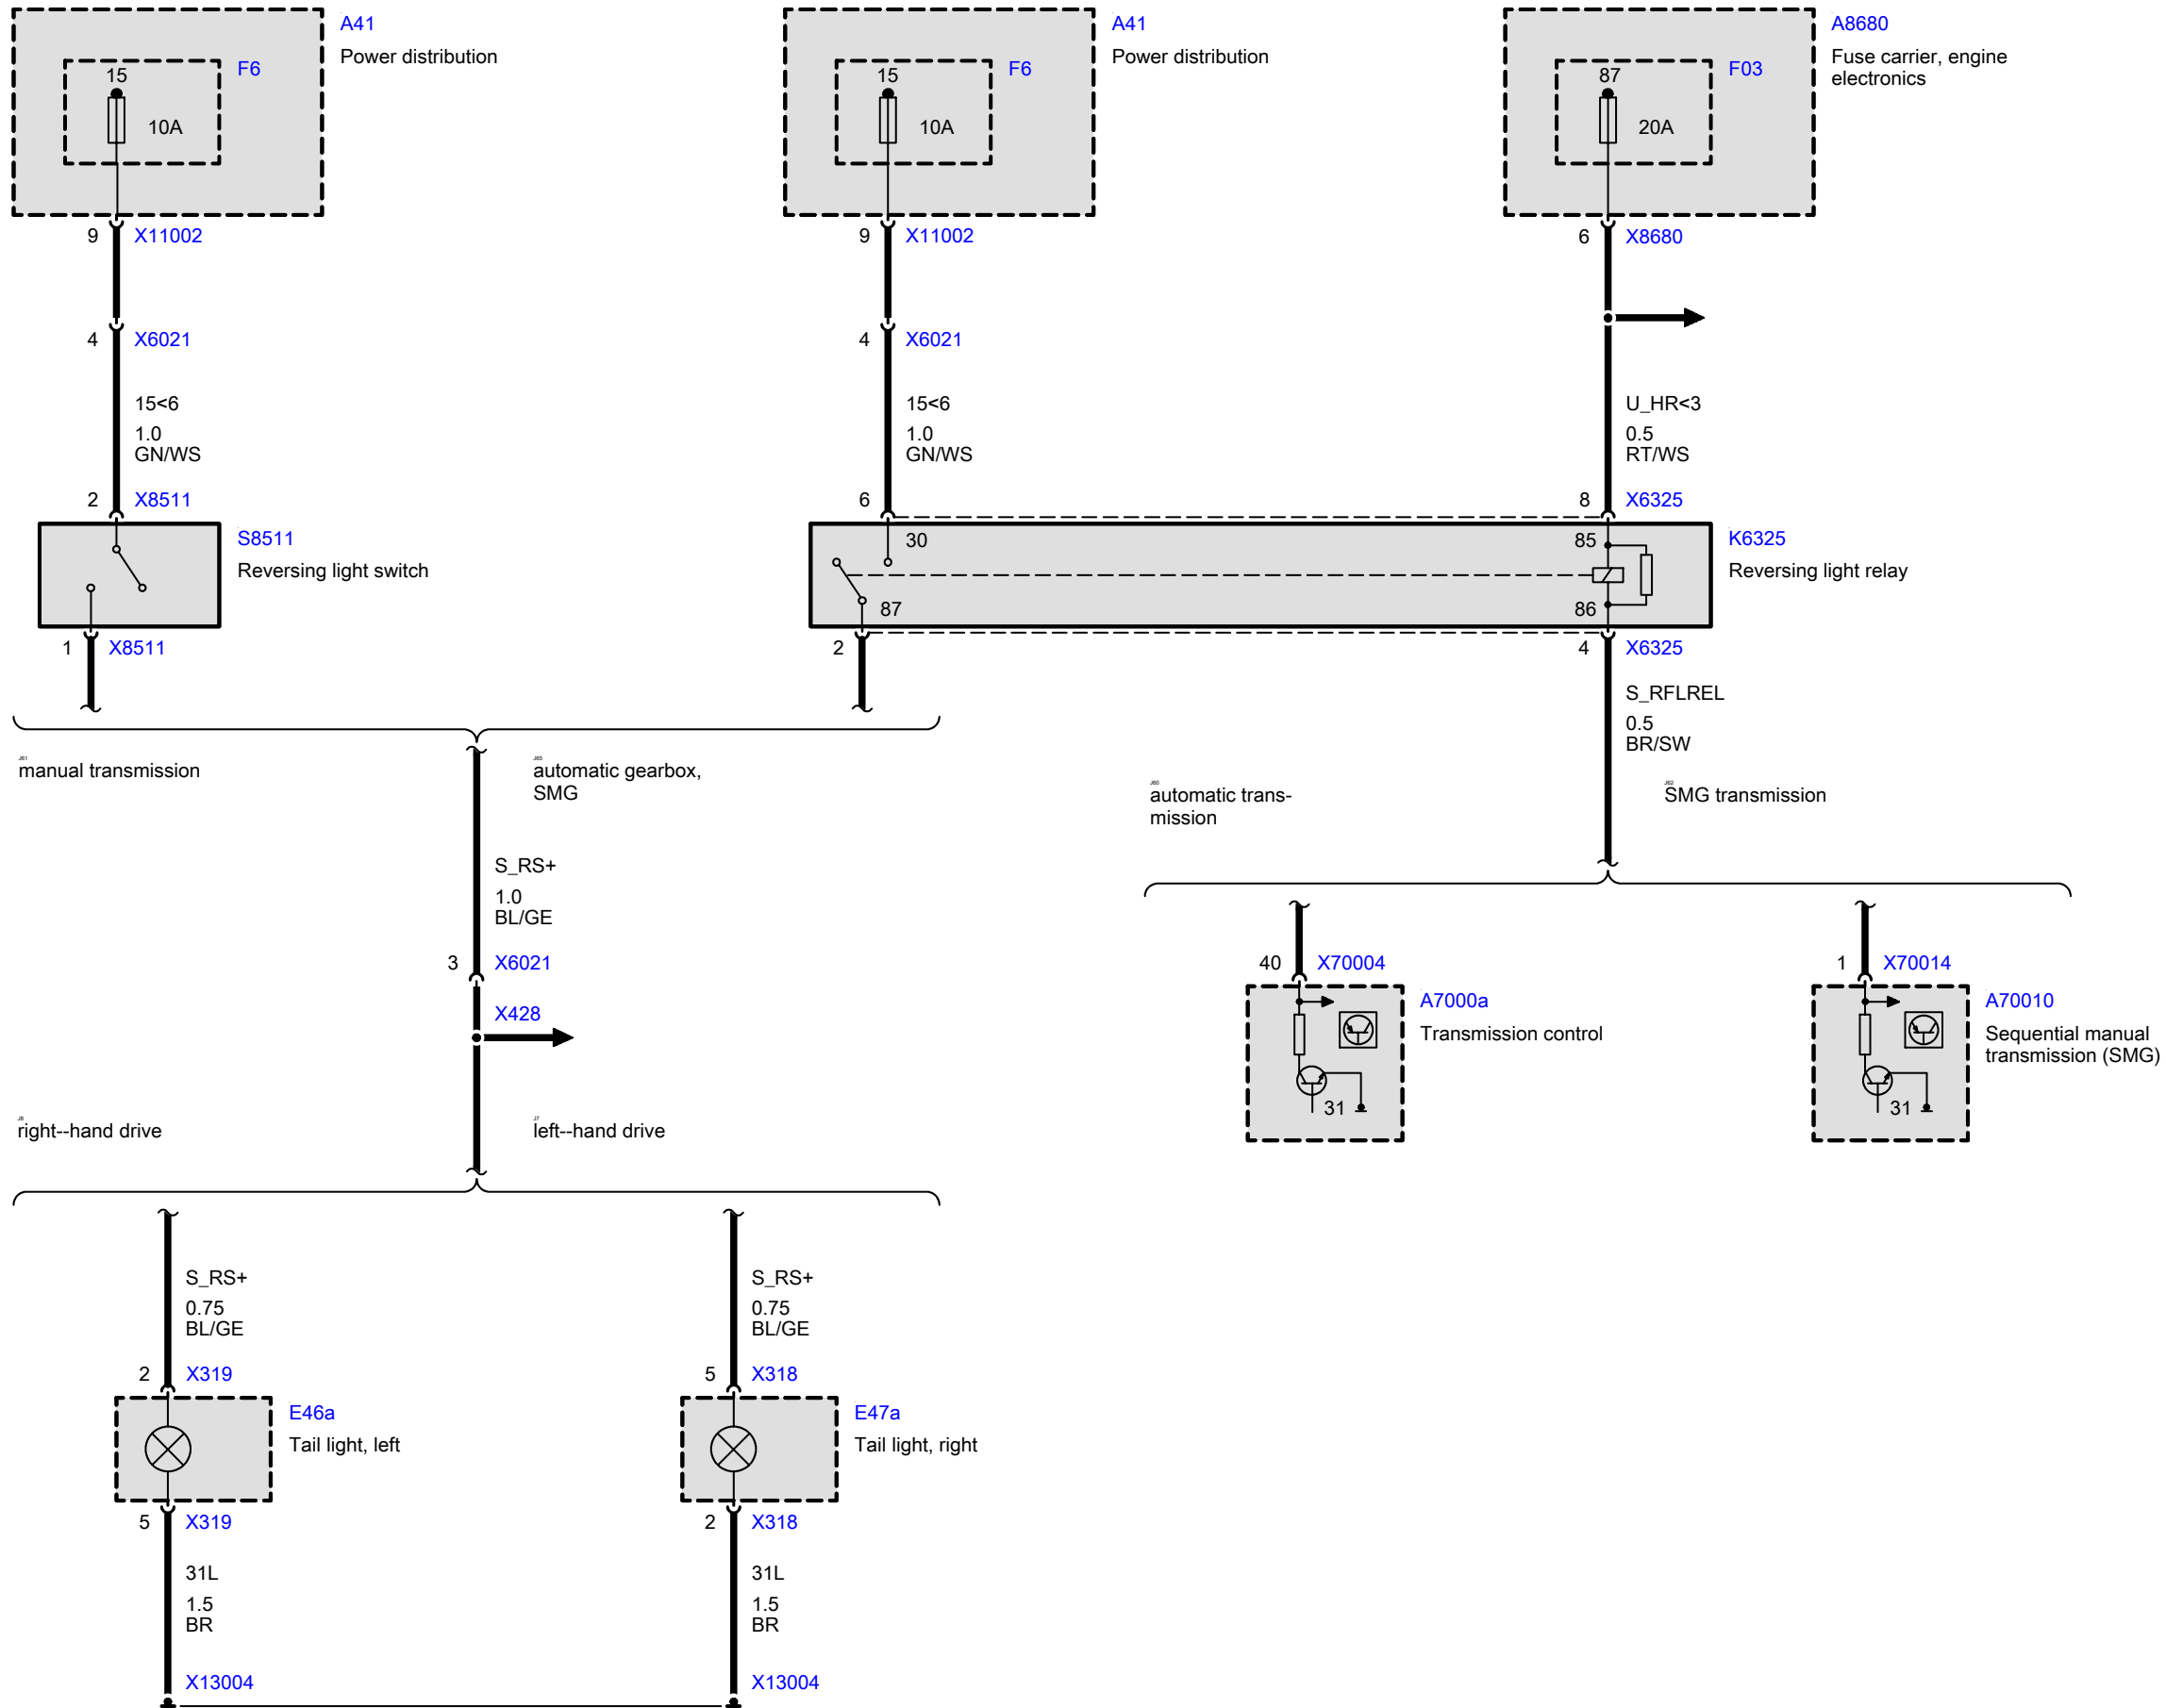 A41
Power distribution
F6
15
10A
9 X11002
4 X6021
15<6
1.0
GN/WS
2 X8511
S8511
Reversing light switch
1 X8511
A41
Power distribution
F6
15
10A
9 X11002
4 X6021
15<6
1.0
GN/WS
6
30
87
2
A8680
Fuse carrier, engine
electronics
F03
87
20A
6 X8680
U_HR<3
0.5
RT/WS
8 X6325
85
86
K6325
Reversing light relay
4 X6325
S_RFLREL
0.5
BR/SW
manual transmission
automatic gearbox,
SMG
S_RS+
1.0
BL/GE
3 X6021
X428
right--hand drive
left--hand drive
automatic trans-
mission
SMG transmission
40 X70004
A7000a
Transmission control
31
1 X70014
A70010
Sequential manual
transmission (SMG)
31
S_RS+
0.75
BL/GE
2 X319
E46a
Tail light, left
5 X319
31L
1.5
BR
X13004
S_RS+
0.75
BL/GE
5 X318
E47a
Tail light, right
2 X318
31L
1.5
BR
X13004